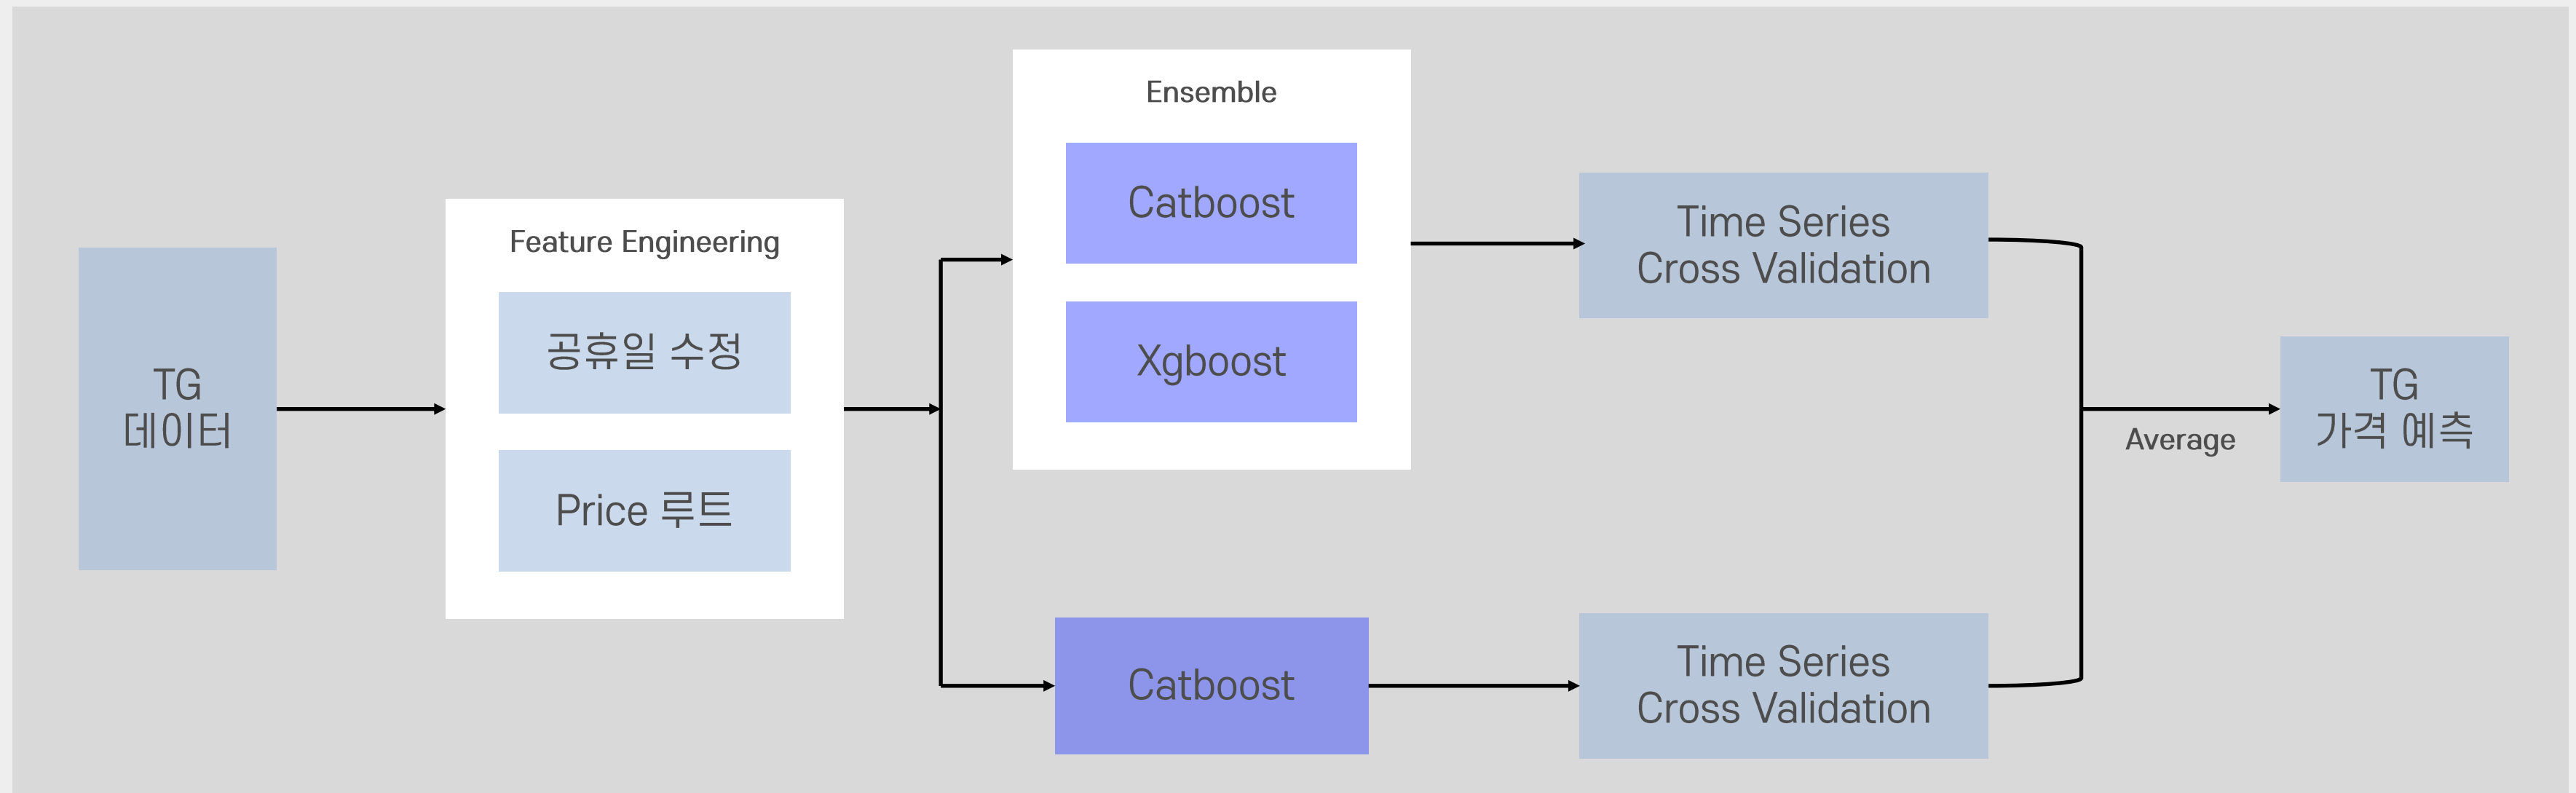 TG
데이터
Feature Engineering
공휴일 수정
Price 루트
Ensemble
Catboost
Xgboost
Catboost
Time Series
Cross Validation
Time Series
Cross Validation
Average
TG
가격 예측